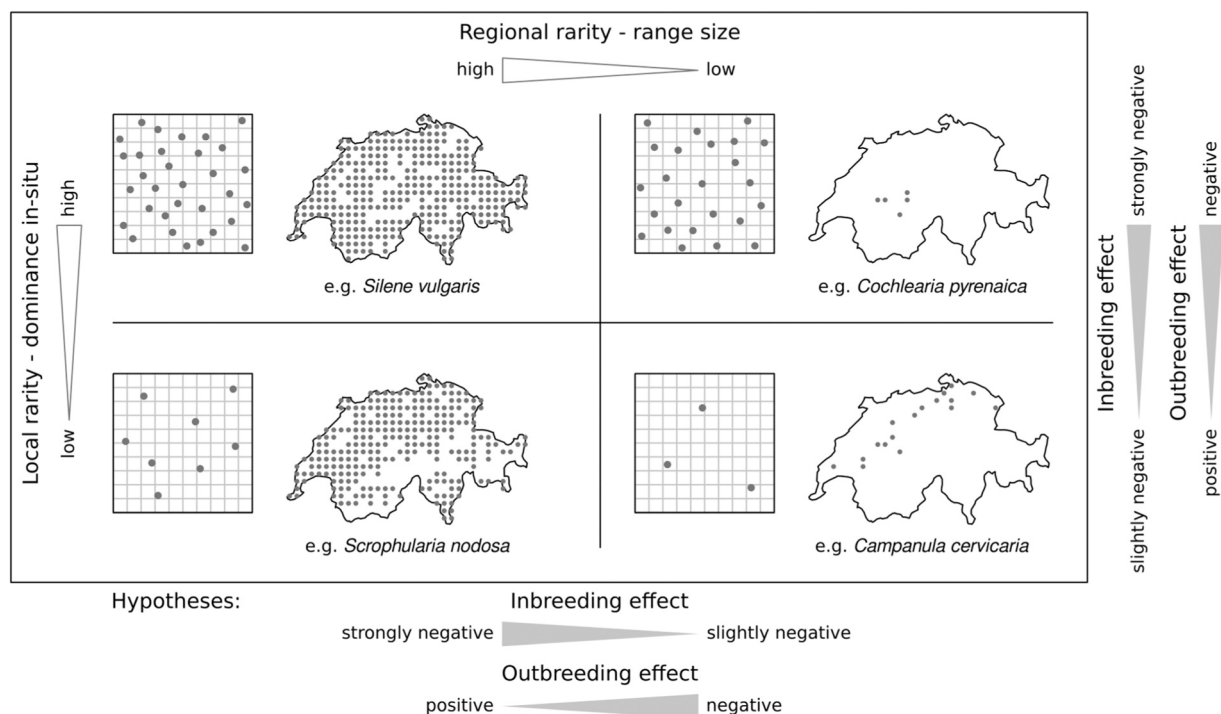 Regional rarity - range size
high
low
Local rarity - dominance in-situ
high
low
e.g. Silene vulgaris
e.g. Cochlearia pyrenaica
e.g. Scrophularia nodosa
e.g. Campanula cervicaria
Inbreeding effect
strongly negative
slightly negative
Outbreeding effect
negative
positive
Hypotheses:
Inbreeding effect
strongly negative
slightly negative
Outbreeding effect
positive
negative